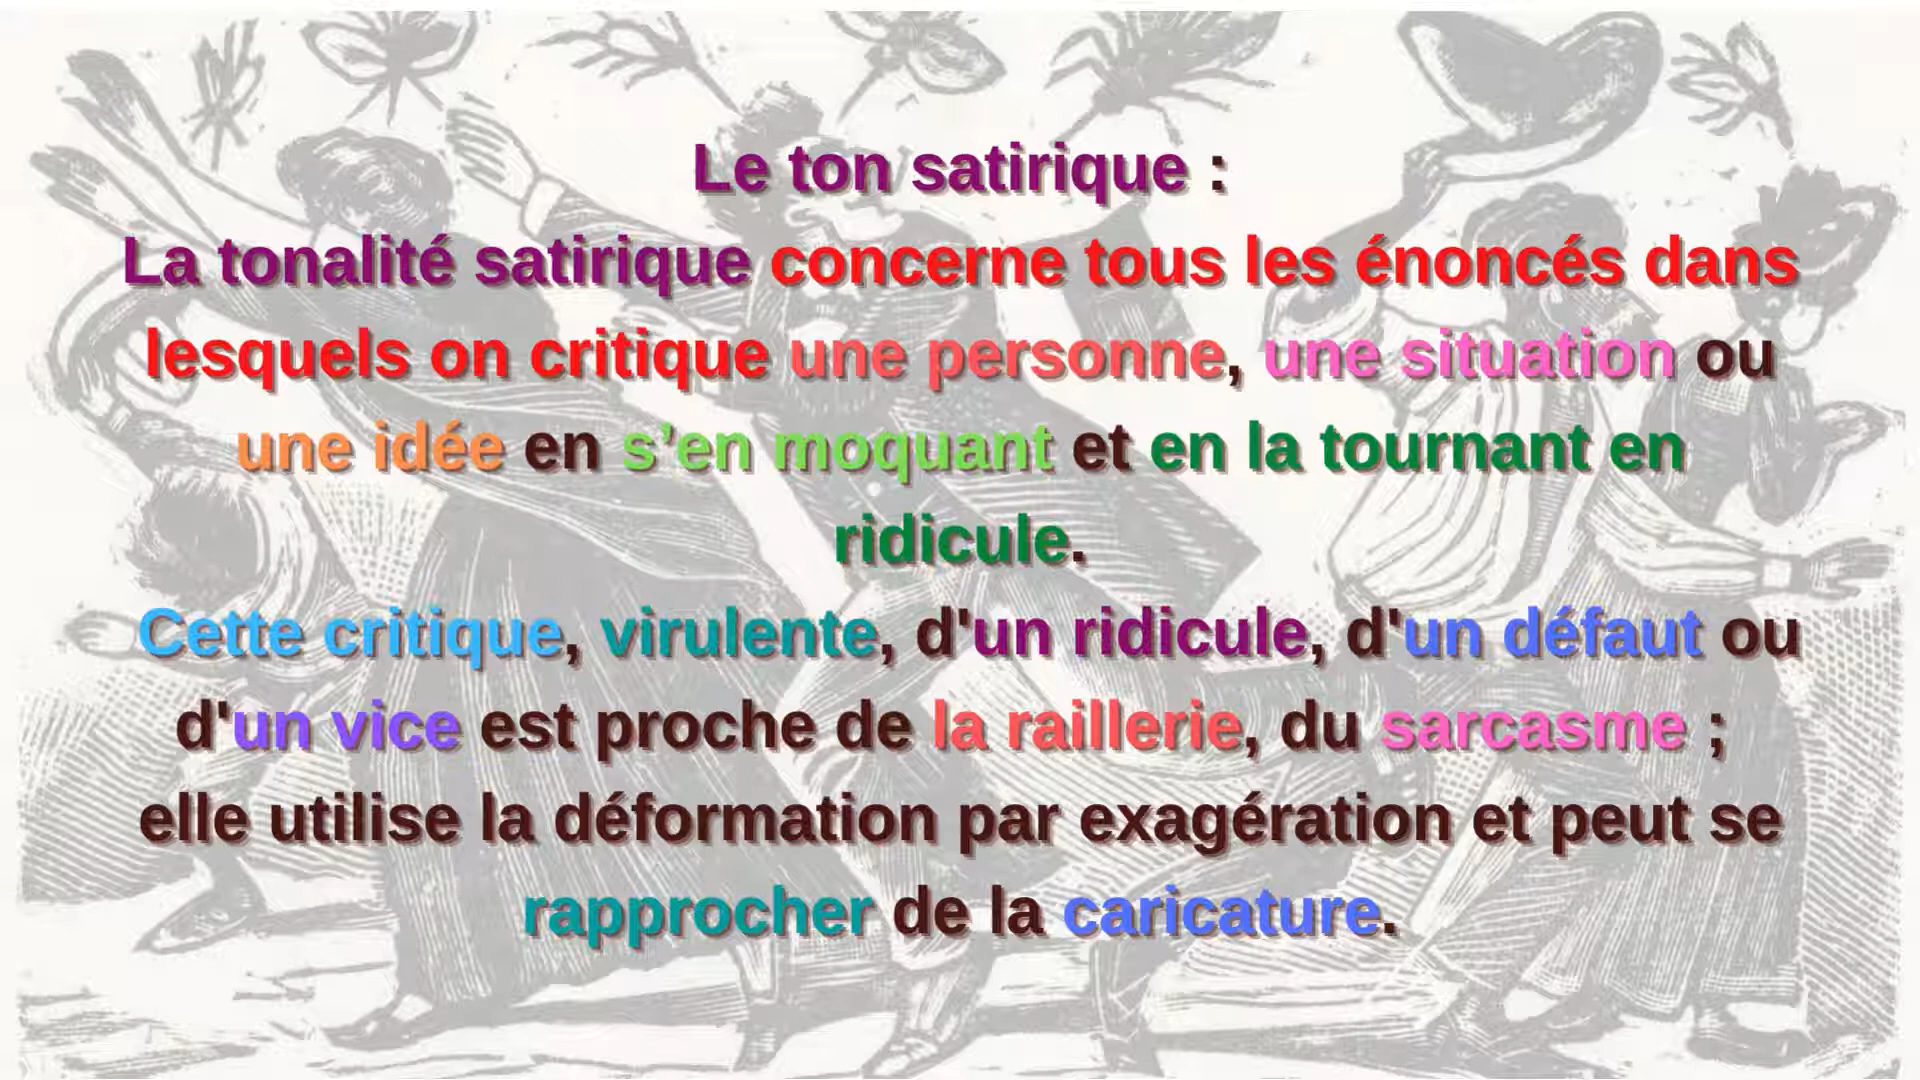 Le ton satirique :
La tonalité satirique concerne tous les énoncés dans
lesquels on critique une personne, une situation ou
une idée en s’en moquant et en la tournant en
ridicule.
Cette critique, virulente, d'un ridicule, d'un défaut ou
d'un vice est proche de la raillerie, du sarcasme ;
elle utilise la déformation par exagération et peut se
rapprocher de la caricature.